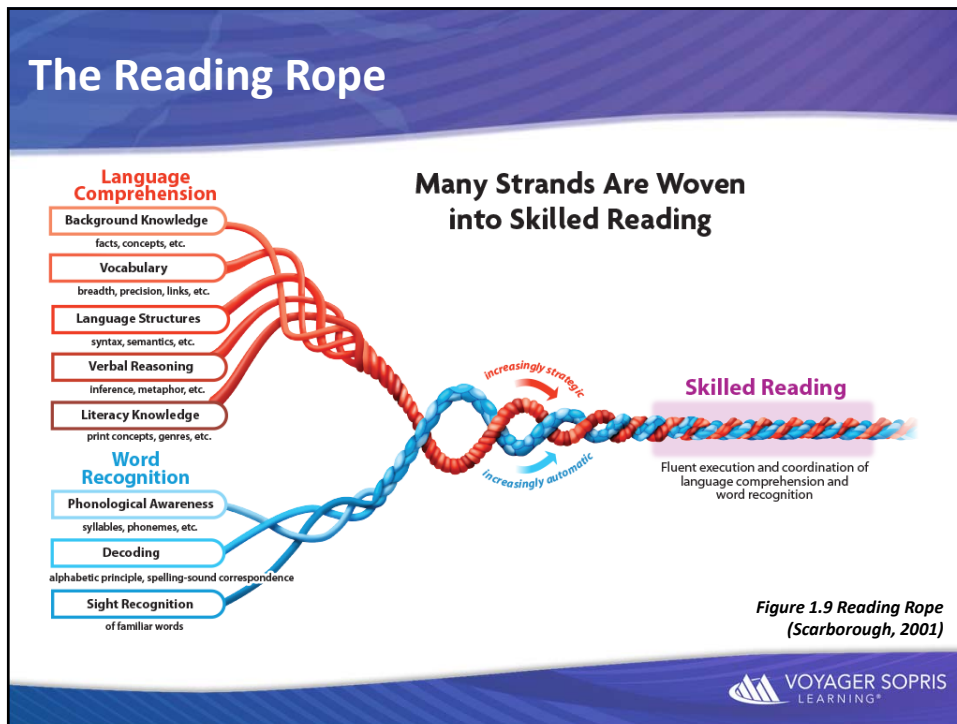 The Reading Rope
Many Strands Are Woven
into Skilled Reading
Language
Comprehension
Background Knowledge
facts, concepts, etc.
Vocabulary
breadth, precision, links, etc.
Language Structures
syntax, semantics, etc.
Verbal Reasoning
inference, metaphor, etc.
Literacy Knowledge
print concepts, genres, etc.
Word
Recognition
Phonological Awareness
syllables, phonemes, etc.
Decoding
alphabetic principle, spelling-sound correspondence
Sight Recognition
of familiar words
increasingly strategic
increasingly automatic
Skilled Reading
Fluent execution and coordination of
language comprehension and
word recognition
Figure 1.9 Reading Rope
(Scarborough, 2001)
VOYAGER SOPRIS
LEARNING®